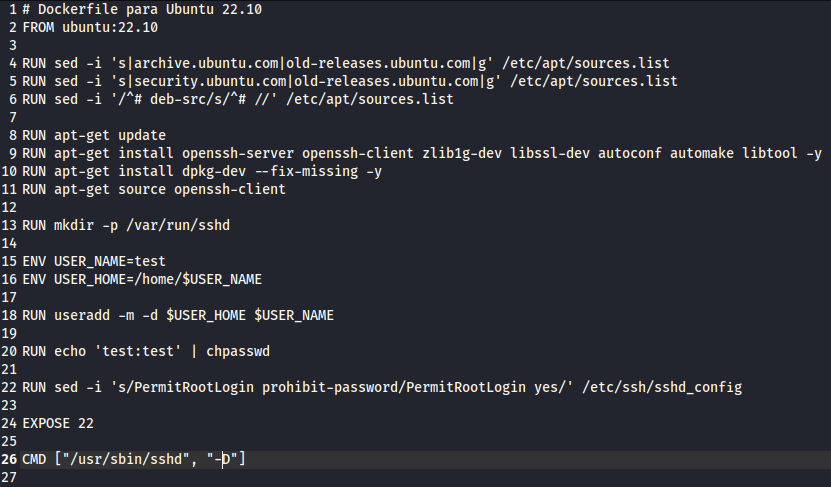 1 # Dockerfile para Ubuntu 22.10
2 FROM ubuntu:22.10
3
4 RUN sed -i 's|archive.ubuntu.com|old-releases.ubuntu.com|g' /etc/apt/sources.list
5 RUN sed -i 's|security.ubuntu.com|old-releases.ubuntu.com|g' /etc/apt/sources.list
6 RUN sed -i '/^# deb-src/s/^# //' /etc/apt/sources.list
7
8 RUN apt-get update
9 RUN apt-get install openssh-server openssh-client zlib1g-dev libssl-dev autoconf automake libtool -y
10 RUN apt-get install dpkg-dev --fix-missing -y
11 RUN apt-get source openssh-client
12
13 RUN mkdir -p /var/run/sshd
14
15 ENV USER_NAME=test
16 ENV USER_HOME=/home/$USER_NAME
17
18 RUN useradd -m -d $USER_HOME $USER_NAME
19
20 RUN echo 'test:test' | chpasswd
21
22 RUN sed -i 's/PermitRootLogin prohibit-password/PermitRootLogin yes/' /etc/ssh/sshd_config
23
24 EXPOSE 22
25
26 CMD ["/usr/sbin/sshd", "-D"]
27